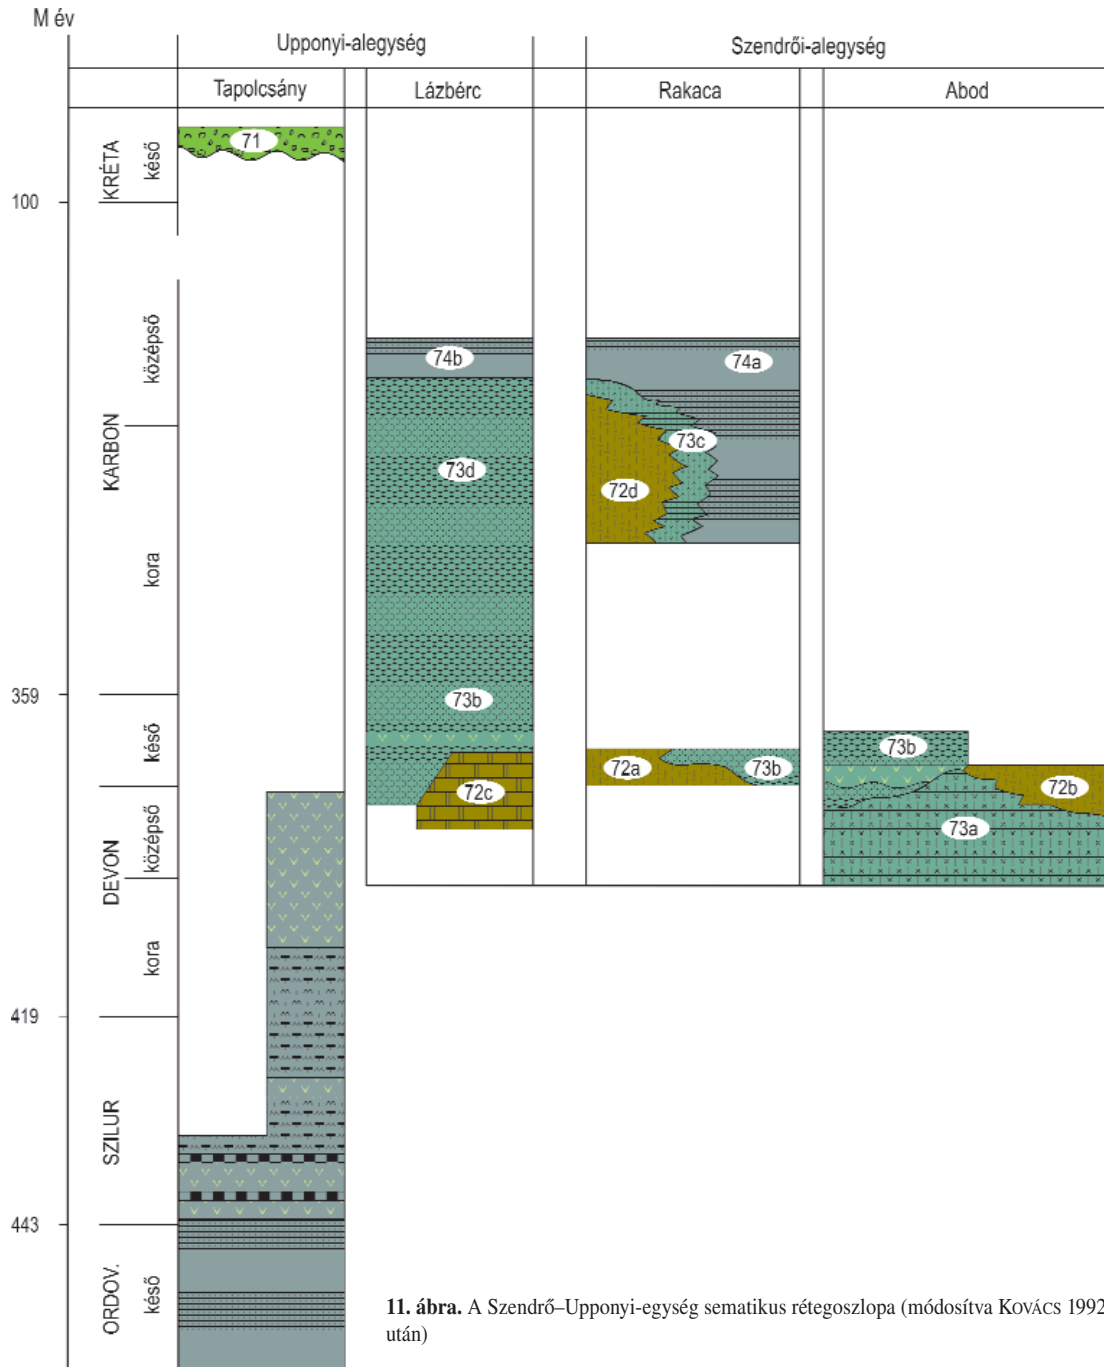 M év
Upponyi-alegység
Szendrői-alegység
Tapolcsány
Lázbérc
Rakaca
Abod
KRÉTA
késő
71
100
KARBON
középső
kora
74b
74a
73c
73d
72d
359
73b
DEVON
késő
középső
kora
72c
72a
73b
73b
72b
73a
419
SZILUR
443
ORDOV.
késő
11. ábra. A Szendrő–Upponyi-egység sematikus rétegoszlopa (módosítva KOVÁCS 1992
után)